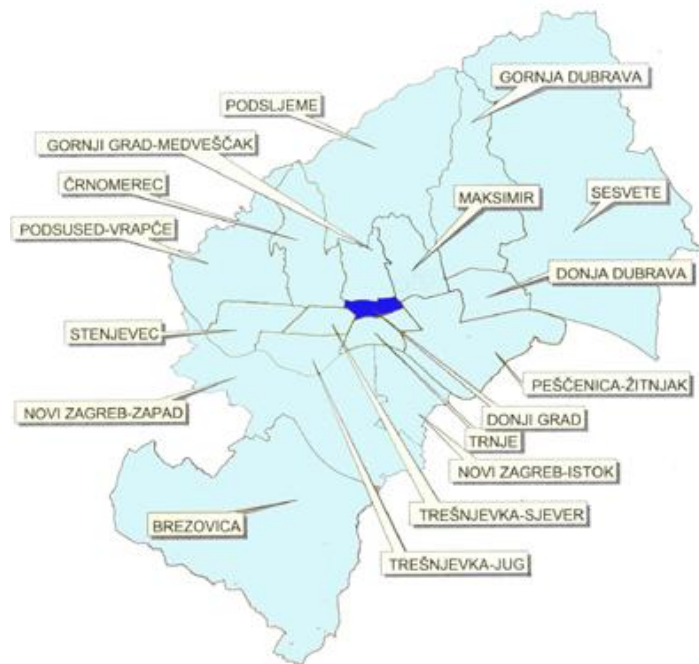 GORNJA DUBRAVA
PODSLJEME
GORNJI GRAD-MEDVEŠČAK
ČRNOMEREC
MAKSIMIR
SESVETE
PODSUSED-VRAPČE
DONJA DUBRAVA
STENJEVEC
PEŠČENICA-ŽITNJAK
NOVI ZAGREB-ZAPAD
DONJI GRAD
TRNJE
NOVI ZAGREB-ISTOK
TREŠNJEVKA-SJEVER
BREZOVICA
TREŠNJEVKA-JUG